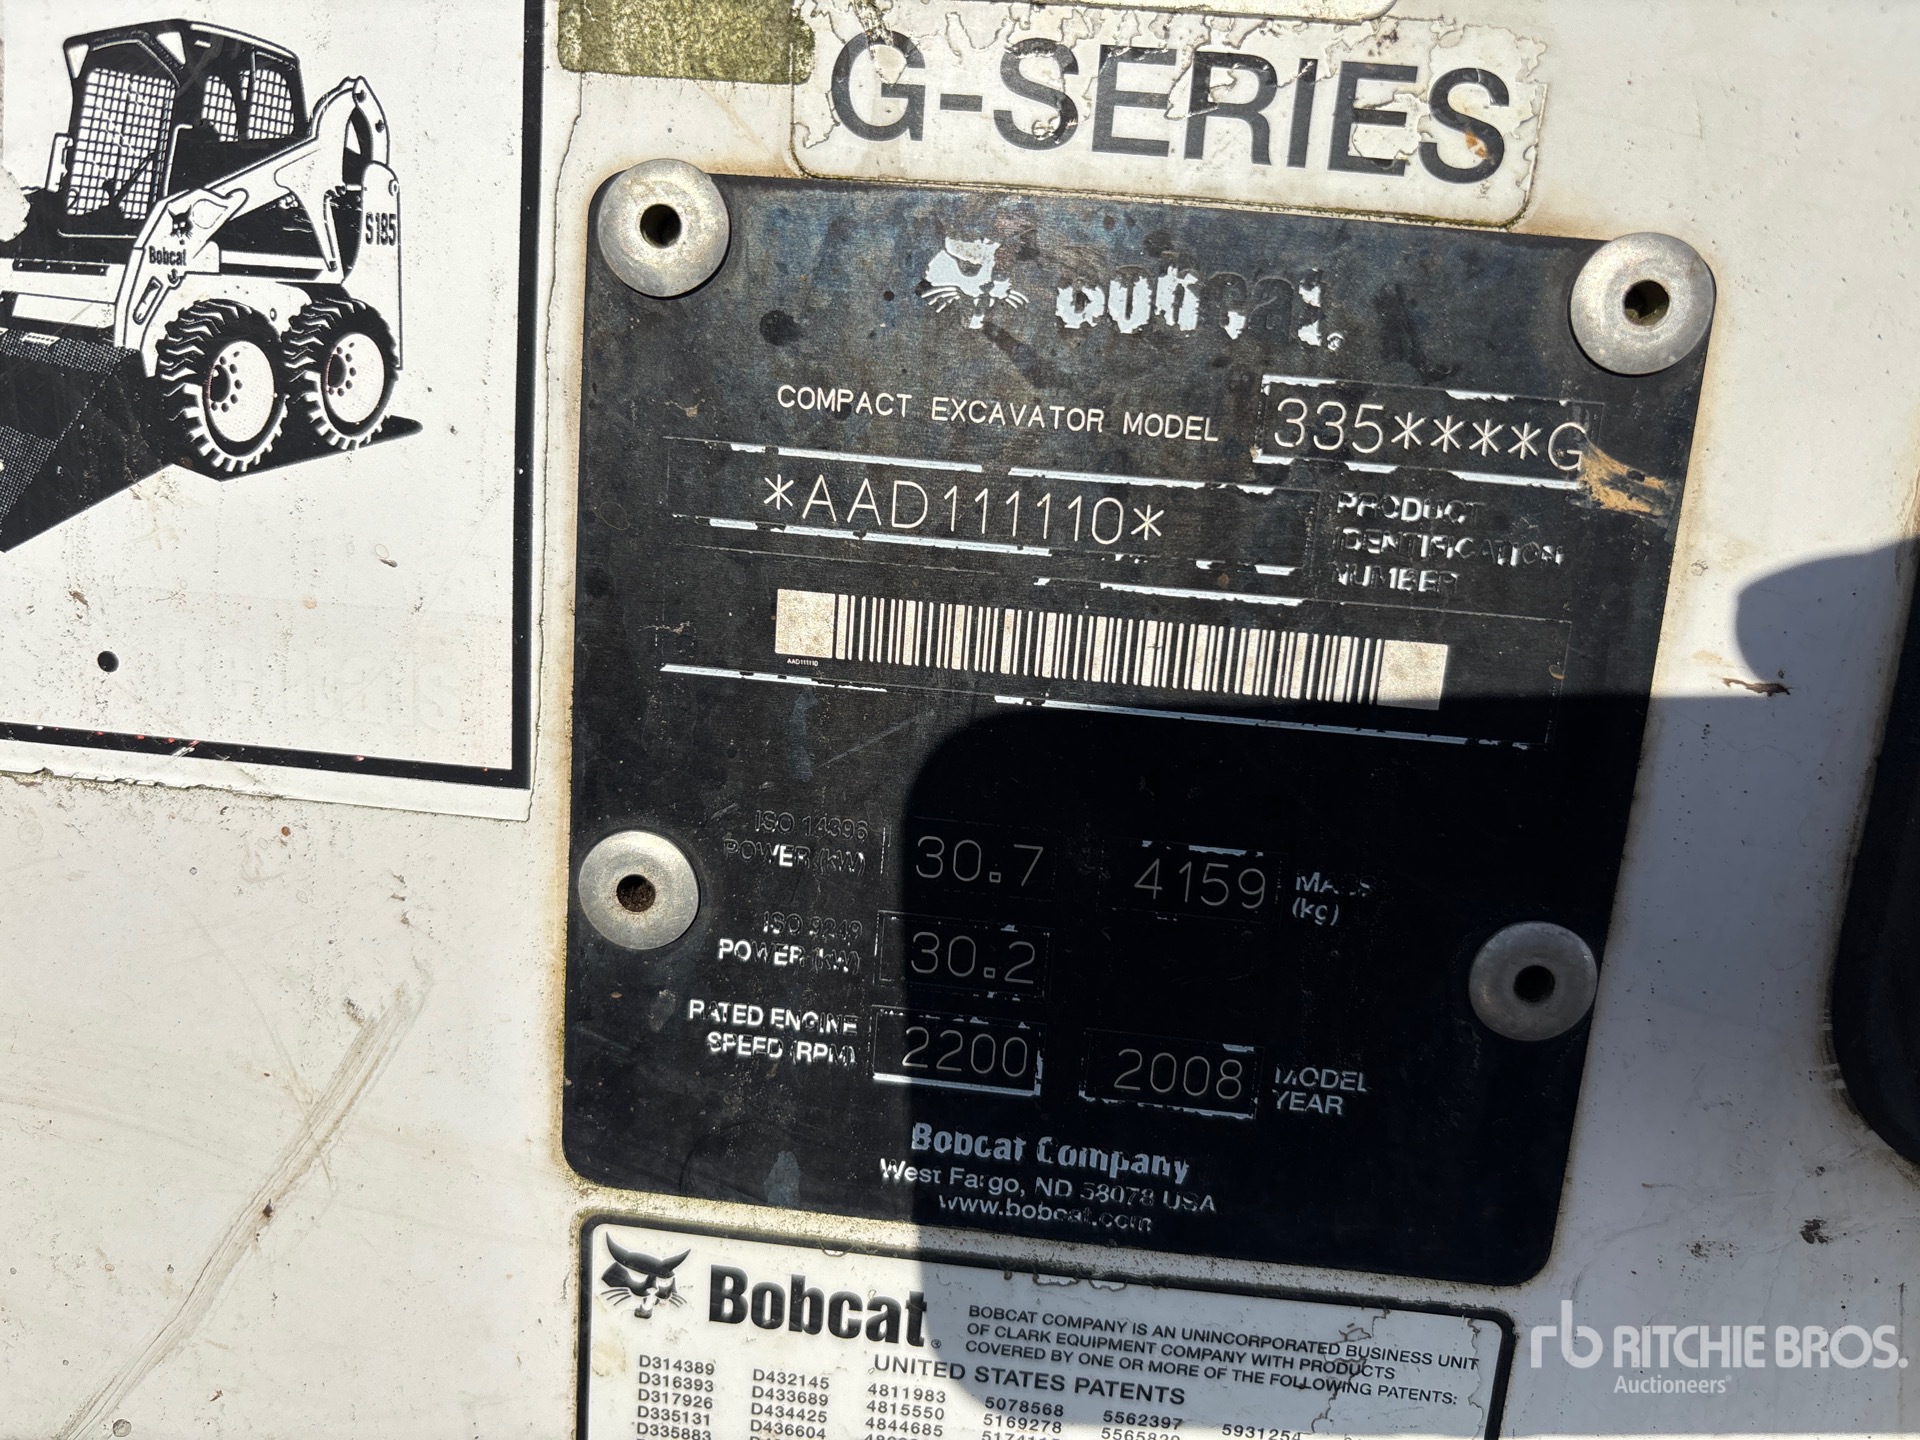 G-SERIES
S185
Bobcat
Bobcat®
COMPACT EXCAVATOR MODEL 335****G
*AAD111110*
PRODUCT
IDENTIFICATION
NUMBER
AAD111110
ISO 14396
POWER (kW) 30.7
4159 MASS
(kg)
ISO 9249
POWER (kW) 30.2
RATED ENGINE
SPEED (RPM) 2200
2008 MODEL
YEAR
Bobcat Company
West Fargo, ND 58078 USA
www.bobcat.com
Bobcat®
BOBCAT COMPANY IS AN UNINCORPORATED BUSINESS UNIT
OF CLARK EQUIPMENT COMPANY WITH PRODUCTS
COVERED BY ONE OR MORE OF THE FOLLOWING PATENTS:
UNITED STATES PATENTS
D314389 D432145 4811983 5078568 5562397 5931254
D316393 D433689 4815550 5169278
D317926 D434425 4844685
D335131 D436604
D335883
rb RITCHIE BROS.
Auctioneers